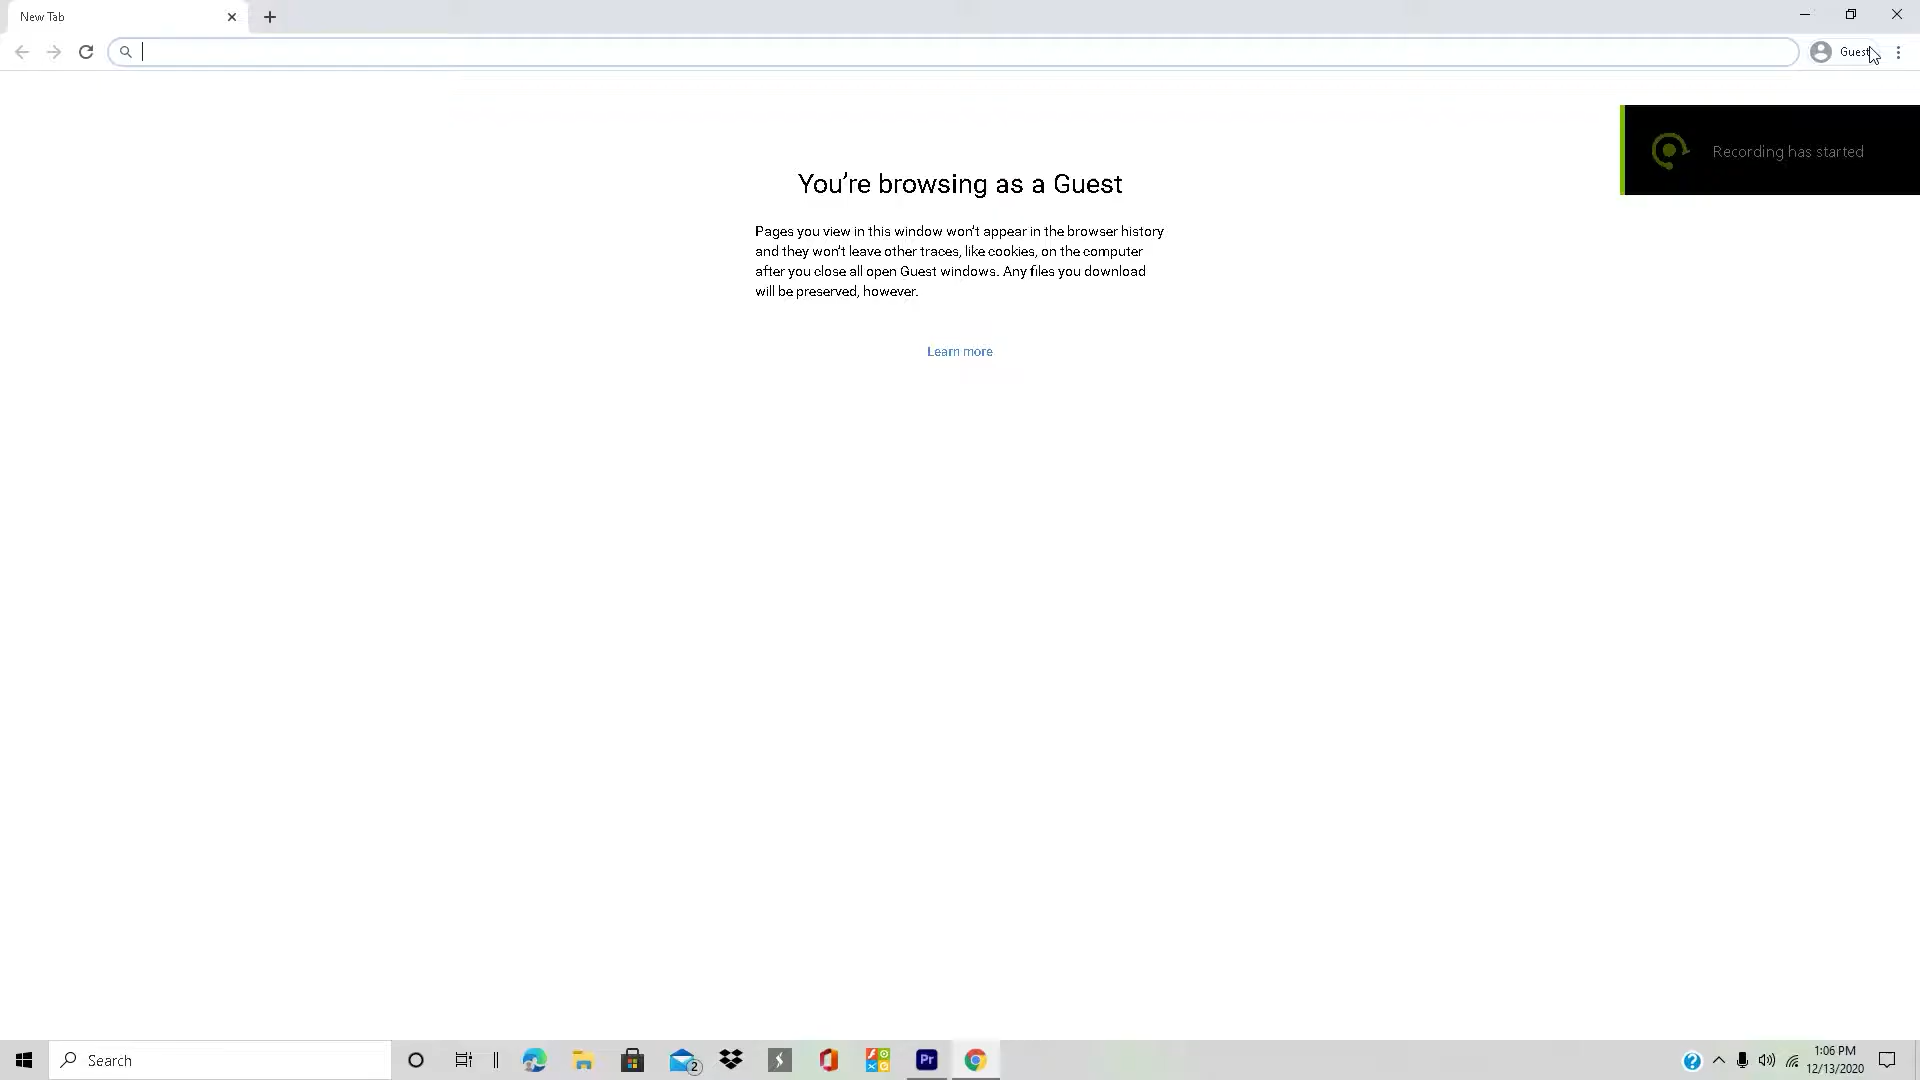 New Tab
Guest
Recording has started
You're browsing as a Guest
Pages you view in this window won't appear in the browser history
and they won't leave other traces, like cookies, on the computer
after you close all open Guest windows. Any files you download
will be preserved, however.
Learn more
Search
2
Pr
1:06 PM
12/13/2020